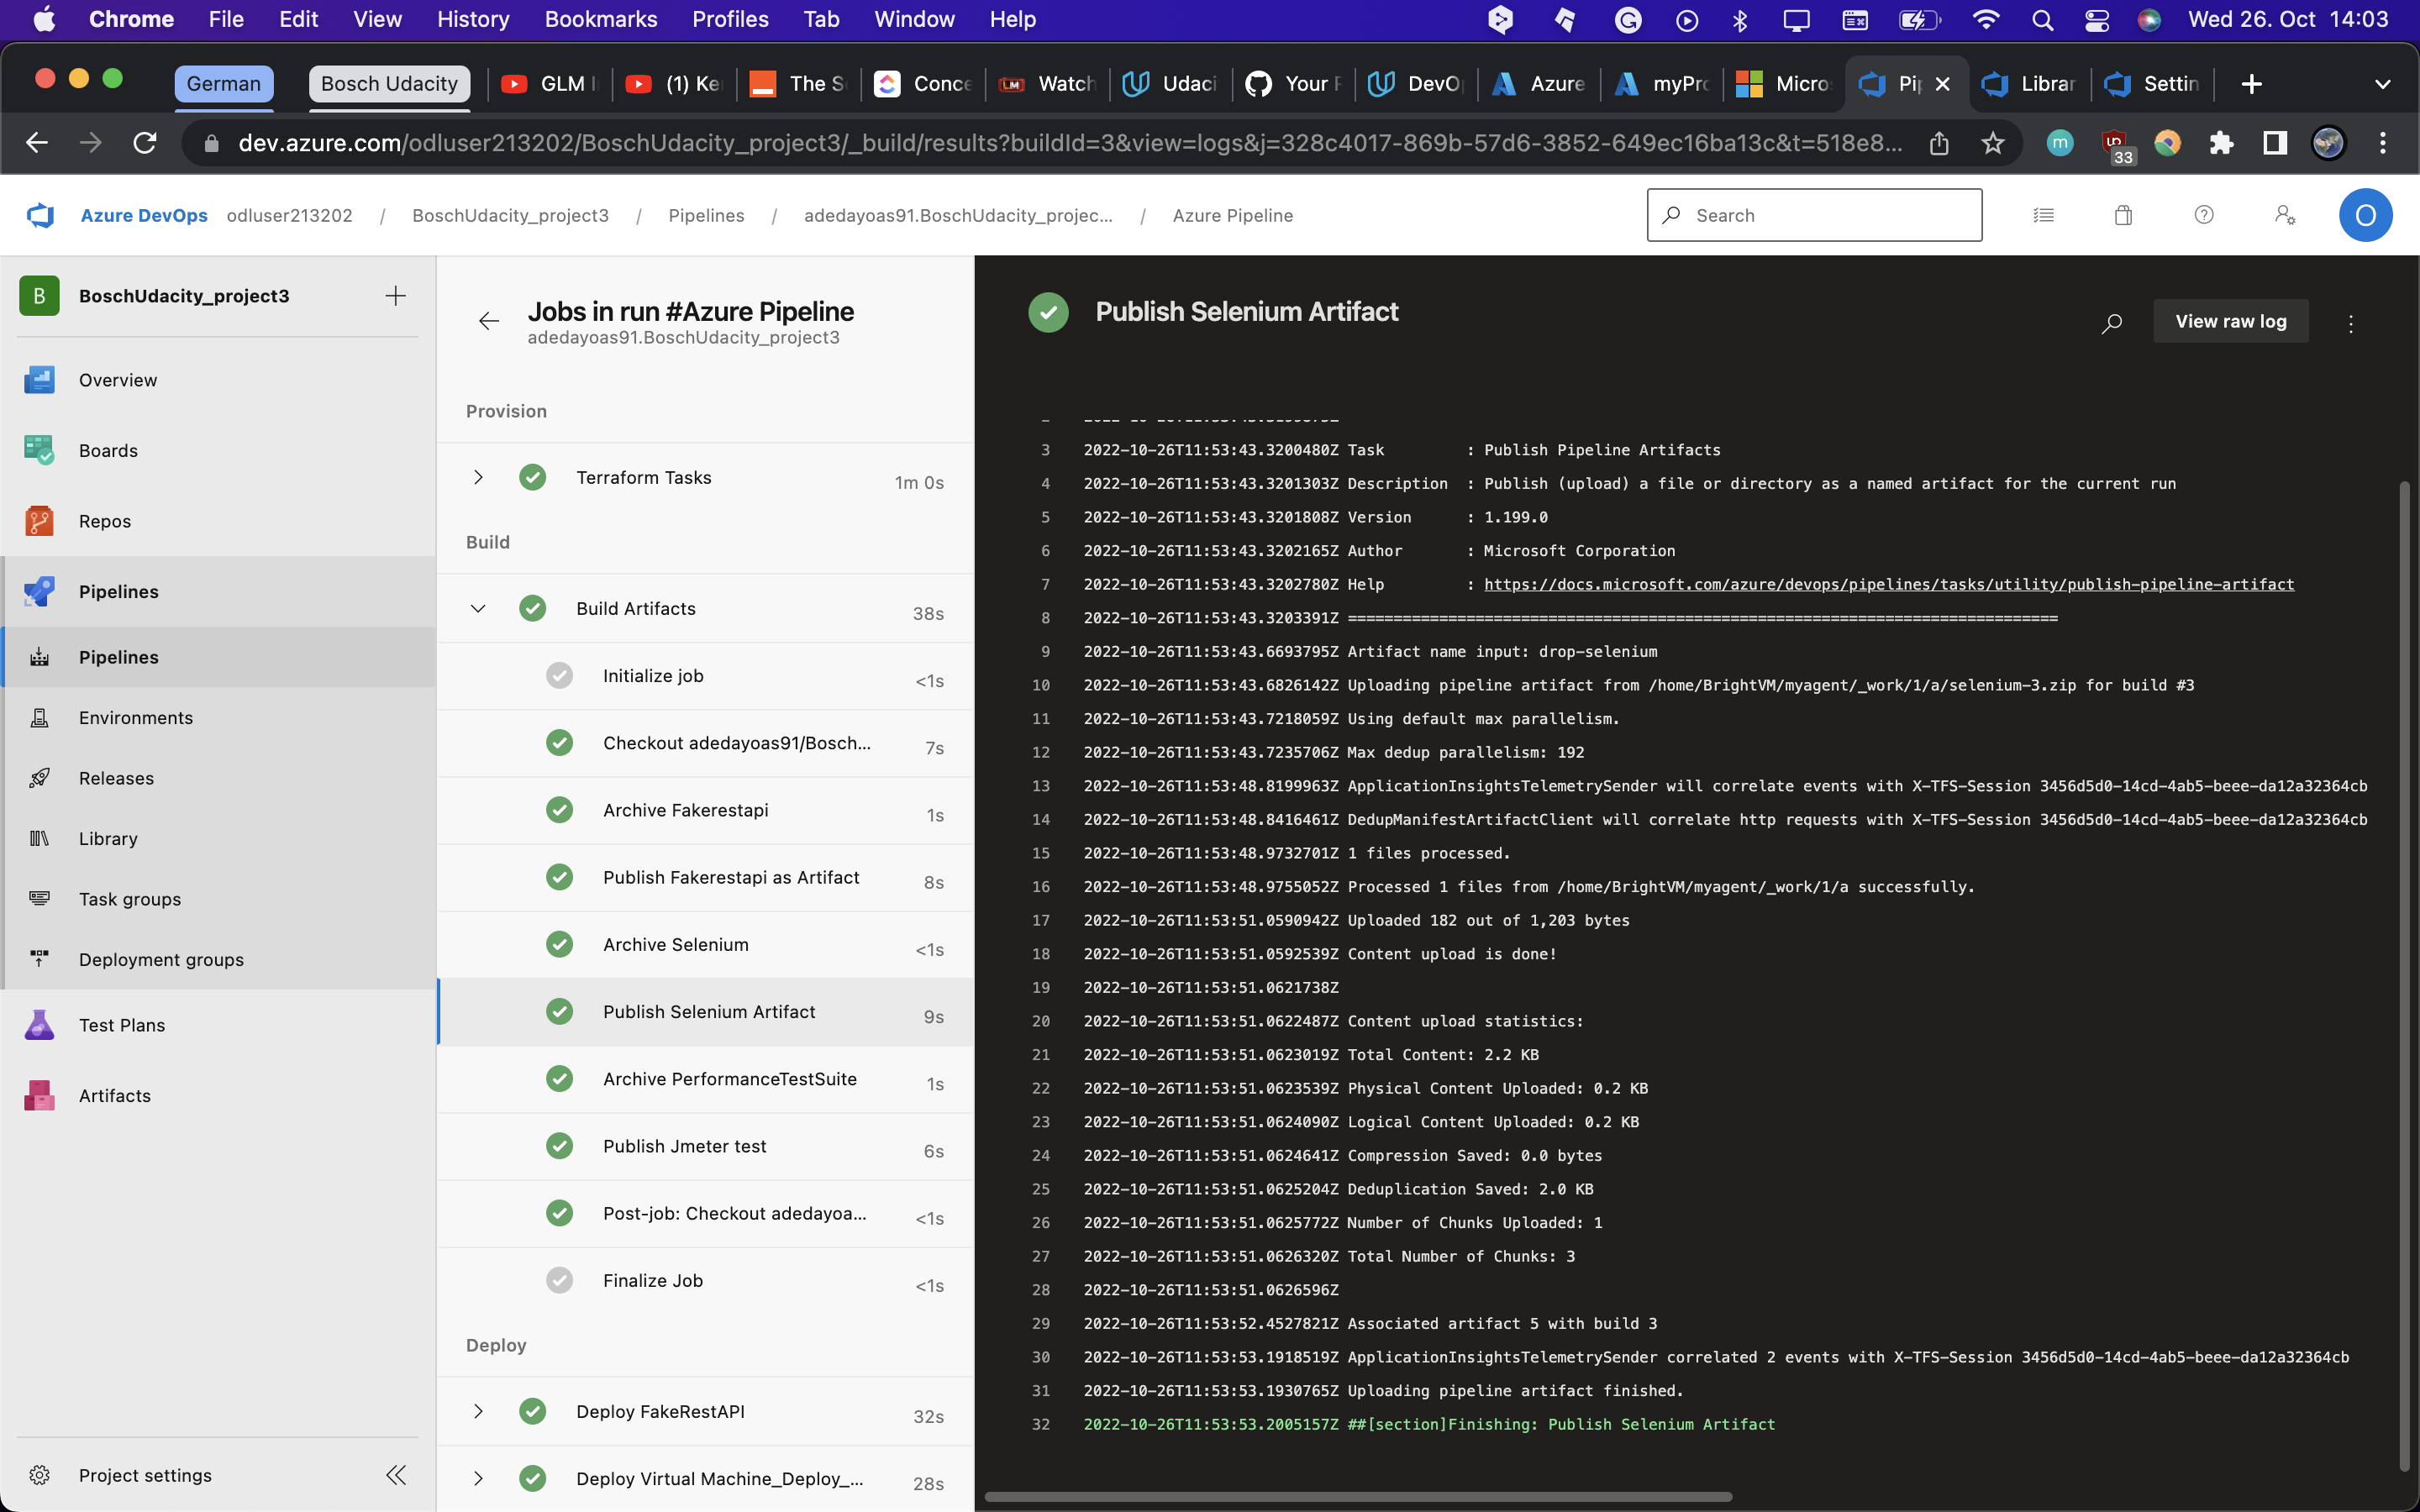 Chrome File Edit View History Bookmarks Profiles Tab Window Help Wed 26. Oct 14:03
German Bosch Udacity GLM (1) The Conce Watch Udaci Your DevO Azure myPro Micro Librar Settin
dev.azure.com/odluser213202/BoschUdacity_project3/_build/results?buildId=3&view=logs&j=328c4017-869b-57d6-3852-649ec16ba13c&t=518e8... m 33
Azure DevOps odluser213202 / BoschUdacity_project3 / Pipelines / adedayoas91.BoschUdacity_projec... / Azure Pipeline Search O
B BoschUdacity_project3
Overview
Boards
Repos
Pipelines
Pipelines
Environments
Releases
Library
Task groups
Deployment groups
Test Plans
Artifacts
Project settings
Jobs in run #Azure Pipeline
adedayoas91.BoschUdacity_project3
Provision
Terraform Tasks 1m 0s
Build
Build Artifacts 38s
Initialize job <1s
Checkout adedayoas91/Bosch... 7s
Archive Fakerestapi 1s
Publish Fakerestapi as Artifact 8s
Archive Selenium <1s
Publish Selenium Artifact 9s
Archive PerformanceTestSuite 1s
Publish Jmeter test 6s
Post-job: Checkout adedayoa... <1s
Finalize Job <1s
Deploy
Deploy FakeRestAPI 32s
Deploy Virtual Machine_Deploy_... 28s
Publish Selenium Artifact
View raw log
3 2022-10-26T11:53:43.3200480Z Task : Publish Pipeline Artifacts
4 2022-10-26T11:53:43.3201303Z Description : Publish (upload) a file or directory as a named artifact for the current run
5 2022-10-26T11:53:43.3201808Z Version : 1.199.0
6 2022-10-26T11:53:43.3202165Z Author : Microsoft Corporation
7 2022-10-26T11:53:43.3202780Z Help : https://docs.microsoft.com/azure/devops/pipelines/tasks/utility/publish-pipeline-artifact
8 2022-10-26T11:53:43.3203391Z ==============================================================================
9 2022-10-26T11:53:43.6693795Z Artifact name input: drop-selenium
10 2022-10-26T11:53:43.6826142Z Uploading pipeline artifact from /home/BrightVM/myagent/_work/1/a/selenium-3.zip for build #3
11 2022-10-26T11:53:43.7218059Z Using default max parallelism.
12 2022-10-26T11:53:43.7235706Z Max dedup parallelism: 192
13 2022-10-26T11:53:48.8199963Z ApplicationInsightsTelemetrySender will correlate events with X-TFS-Session 3456d5d0-14cd-4ab5-beee-da12a32364cb
14 2022-10-26T11:53:48.8416461Z DedupManifestArtifactClient will correlate http requests with X-TFS-Session 3456d5d0-14cd-4ab5-beee-da12a32364cb
15 2022-10-26T11:53:48.9732701Z 1 files processed.
16 2022-10-26T11:53:48.9755052Z Processed 1 files from /home/BrightVM/myagent/_work/1/a successfully.
17 2022-10-26T11:53:51.0590942Z Uploaded 182 out of 1,203 bytes
18 2022-10-26T11:53:51.0592539Z Content upload is done!
19 2022-10-26T11:53:51.0621738Z
20 2022-10-26T11:53:51.0622487Z Content upload statistics:
21 2022-10-26T11:53:51.0623019Z Total Content: 2.2 KB
22 2022-10-26T11:53:51.0623539Z Physical Content Uploaded: 0.2 KB
23 2022-10-26T11:53:51.0624090Z Logical Content Uploaded: 0.2 KB
24 2022-10-26T11:53:51.0624641Z Compression Saved: 0.0 bytes
25 2022-10-26T11:53:51.0625204Z Deduplication Saved: 2.0 KB
26 2022-10-26T11:53:51.0625772Z Number of Chunks Uploaded: 1
27 2022-10-26T11:53:51.0626320Z Total Number of Chunks: 3
28 2022-10-26T11:53:51.0626596Z
29 2022-10-26T11:53:52.4527821Z Associated artifact 5 with build 3
30 2022-10-26T11:53:53.1918519Z ApplicationInsightsTelemetrySender correlated 2 events with X-TFS-Session 3456d5d0-14cd-4ab5-beee-da12a32364cb
31 2022-10-26T11:53:53.1930765Z Uploading pipeline artifact finished.
32 2022-10-26T11:53:53.2005157Z ##[section]Finishing: Publish Selenium Artifact